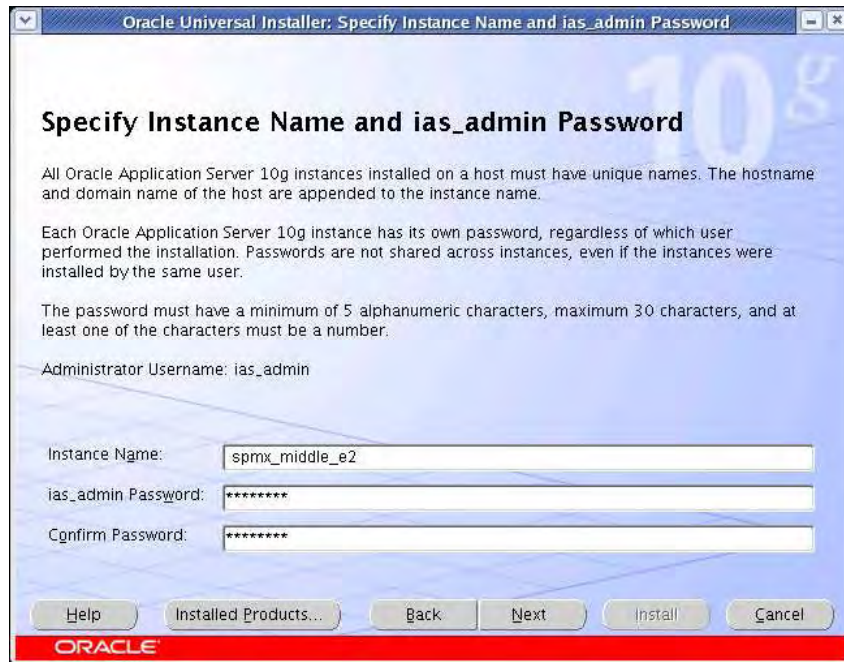 Oracle Universal Installer: Specify Instance Name and ias_admin Password
10g
Specify Instance Name and ias_admin Password
All Oracle Application Server 10g instances installed on a host must have unique names. The hostname
and domain name of the host are appended to the instance name.
Each Oracle Application Server 10g instance has its own password, regardless of which user
performed the installation. Passwords are not shared across instances, even if the instances were
installed by the same user.
The password must have a minimum of 5 alphanumeric characters, maximum 30 characters, and at
least one of the characters must be a number.
Administrator Username: ias_admin
Instance Name: spmx_middle_e2
ias_admin Password: ********
Confirm Password: ********
Help Installed Products... Back Next Install Cancel
ORACLE